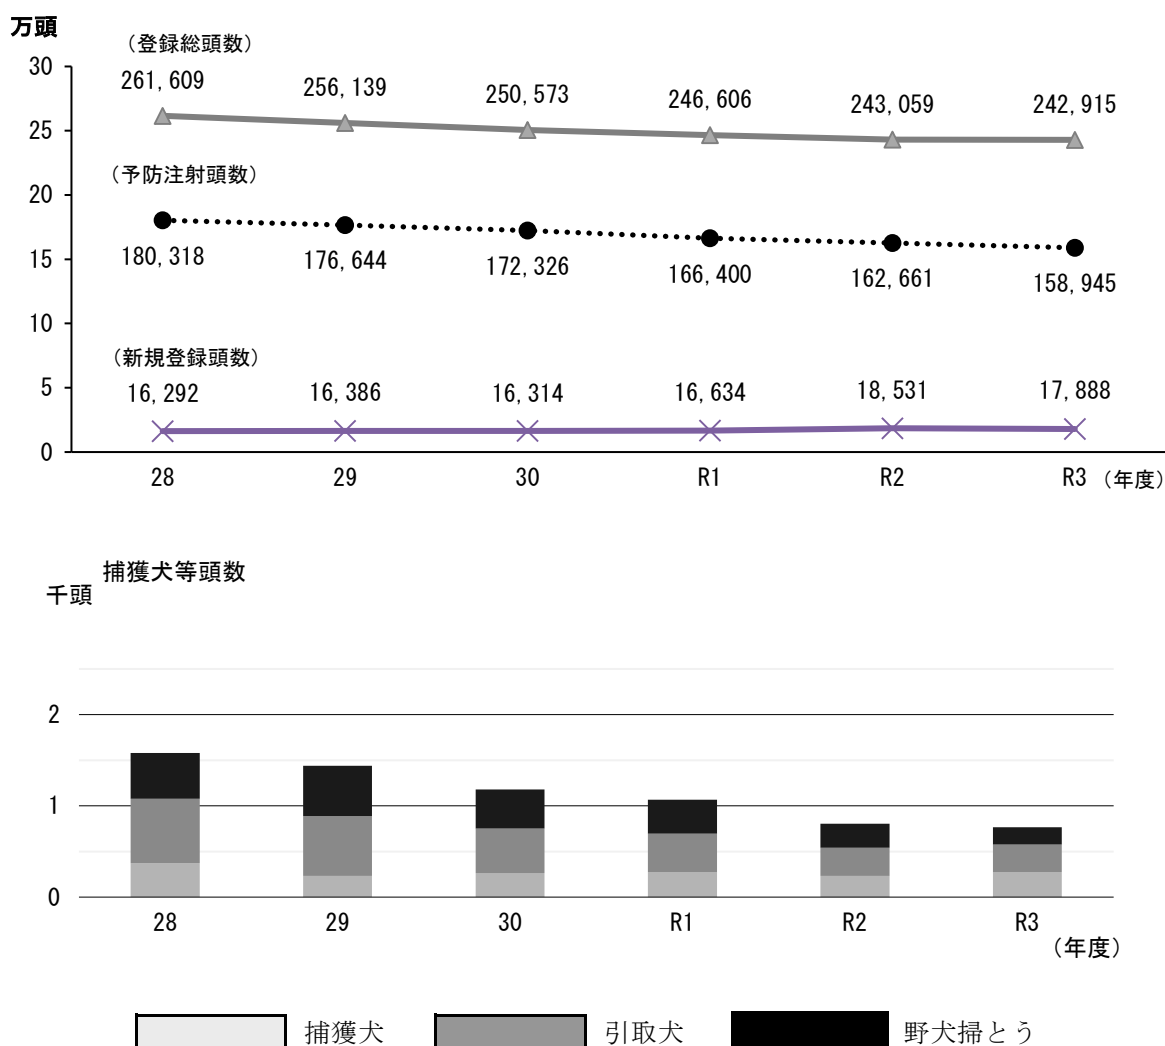 万頭
(登録総頭数)
30
261,609 256,139 250,573 246,606 243,059 242,915
25
(予防注射頭数)
20
180,318 176,644 172,326 166,400 162,661 158,945
15
10
(新規登録頭数)
16,292 16,386 16,314 16,634 18,531 17,888
5
0
28 29 30 R1 R2 R3 (年度)
捕獲犬等頭数
千頭
2
1
0
28 29 30 R1 R2 R3
(年度)
捕獲犬 引取犬 野犬掃とう